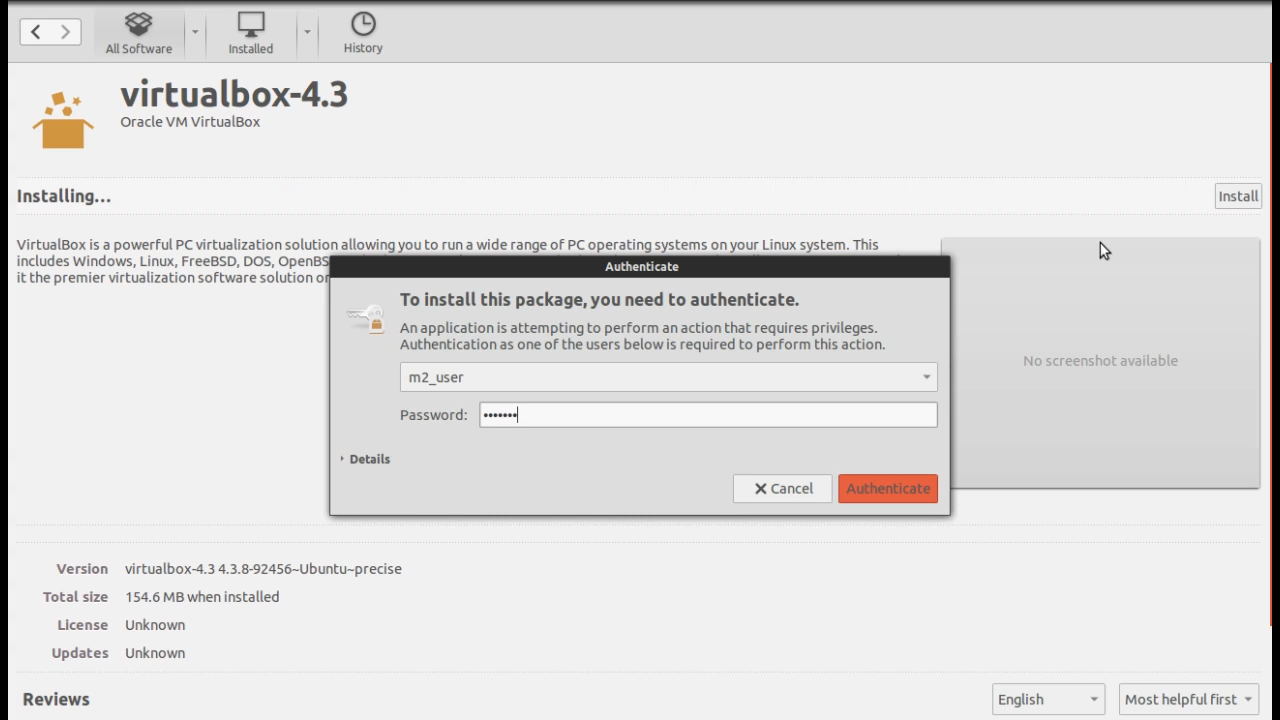 All Software
Installed
History
virtualbox-4.3
Oracle VM VirtualBox
Installing...
Install
VirtualBox is a powerful PC virtualization solution allowing you to run a wide range of PC operating systems on your Linux system. This
includes Windows, Linux, FreeBSD, DOS, OpenBS
it the premier virtualization software solution
No screenshot available
Authenticate
To install this package, you need to authenticate.
An application is attempting to perform an action that requires privileges.
Authentication as one of the users below is required to perform this action.
m2_user
Password: •••••••
Details
Cancel
Authenticate
Version virtualbox-4.3 4.3.8-92456~Ubuntu~precise
Total size 154.6 MB when installed
License Unknown
Updates Unknown
Reviews
English
Most helpful first